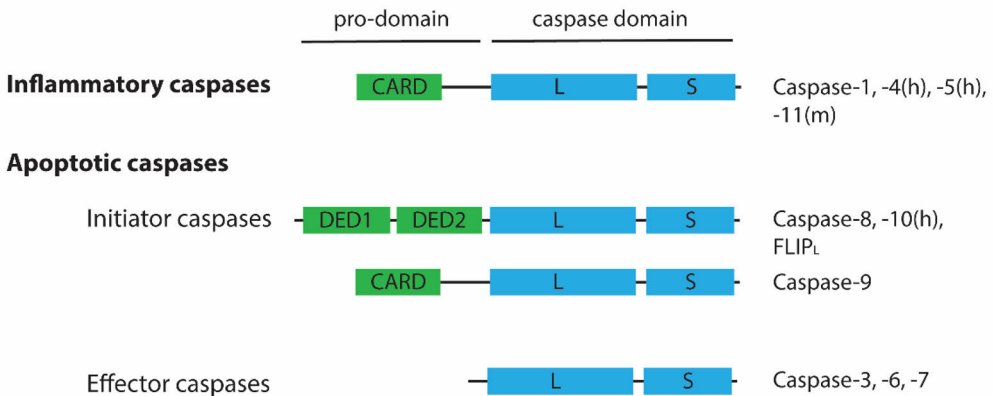 pro-domain caspase domain
Inflammatory caspases CARD L S Caspase-1, -4(h), -5(h),
-11(m)
Apoptotic caspases
Initiator caspases DED1 DED2 L S Caspase-8, -10(h),
FLIPL
CARD L S Caspase-9
Effector caspases L S Caspase-3, -6, -7